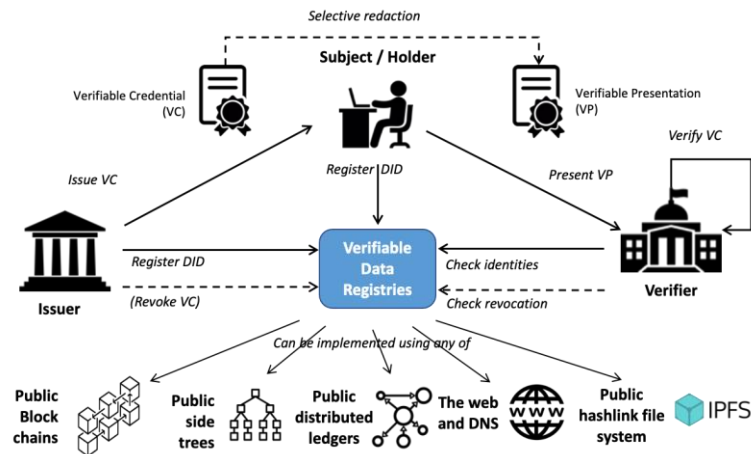 Selective redaction
Subject / Holder
Verifiable Credential
(VC)
Verifiable Presentation
(VP)
Verify VC
Issue VC
Register DID
Present VP
Register DID
Verifiable
Data
Registries
Check identities
Issuer
(Revoke VC)
Check revocation
Verifier
Can be implemented using any of
Public
Block
chains
Public
side
trees
Public
distributed
ledgers
The web
and DNS
W W W
Public
hashlink file
system
IPFS